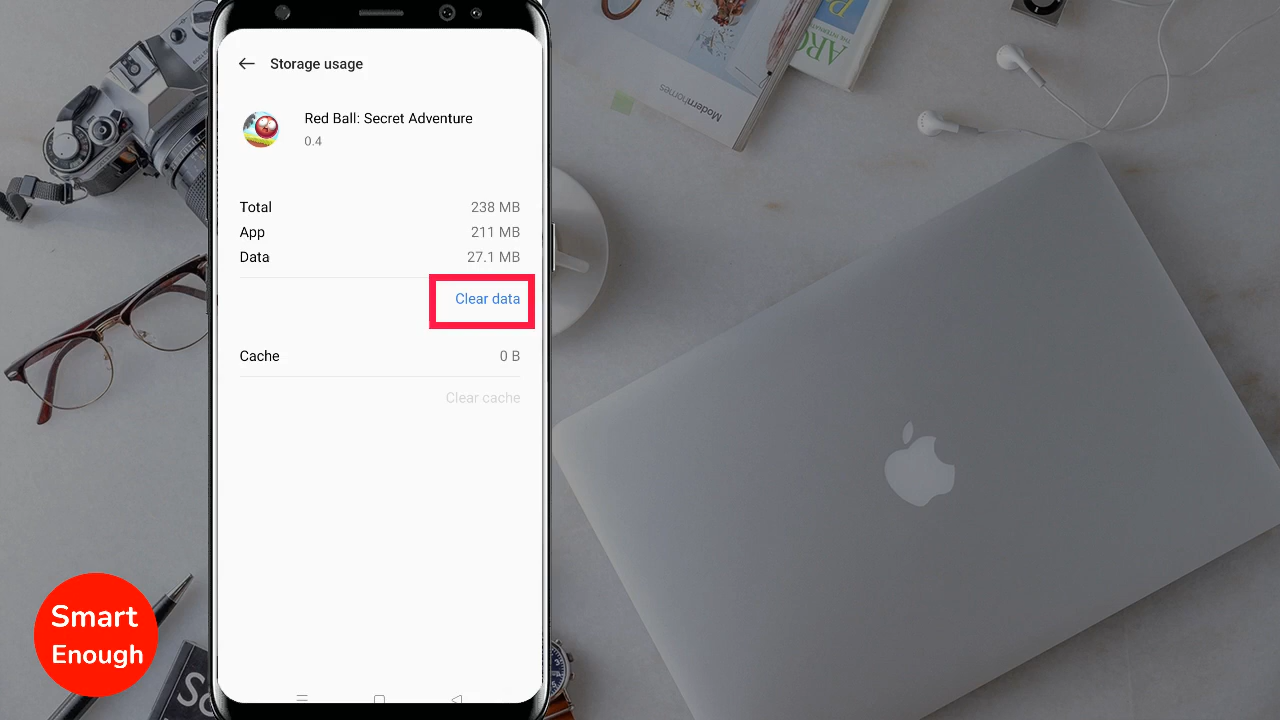 Storage usage
Red Ball: Secret Adventure
0.4
Total 238 MB
App 211 MB
Data 27.1 MB
Clear data
Cache 0 B
Clear cache
Smart
Enough
Modernhomes